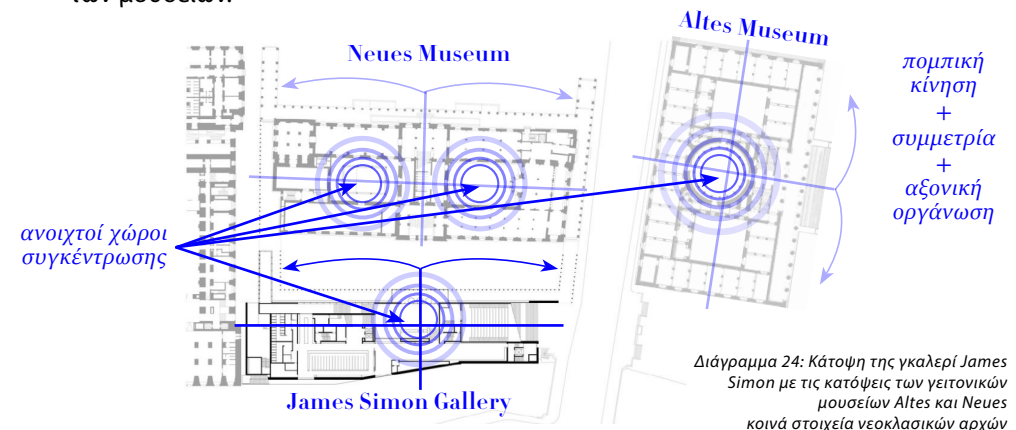 των μουσείων.
Altes Museum
Neues Museum
πομπική
κίνηση
+
συμμετρία
+
αξονική
οργάνωση
ανοιχτοί χώροι
συγκέντρωσης
James Simon Gallery
Διάγραμμα 24: Κάτοψη της γκαλερί James
Simon με τις κατόψεις των γειτονικών
μουσείων Altes και Neues
κοινά στοιχεία νεοκλασικών αρχών